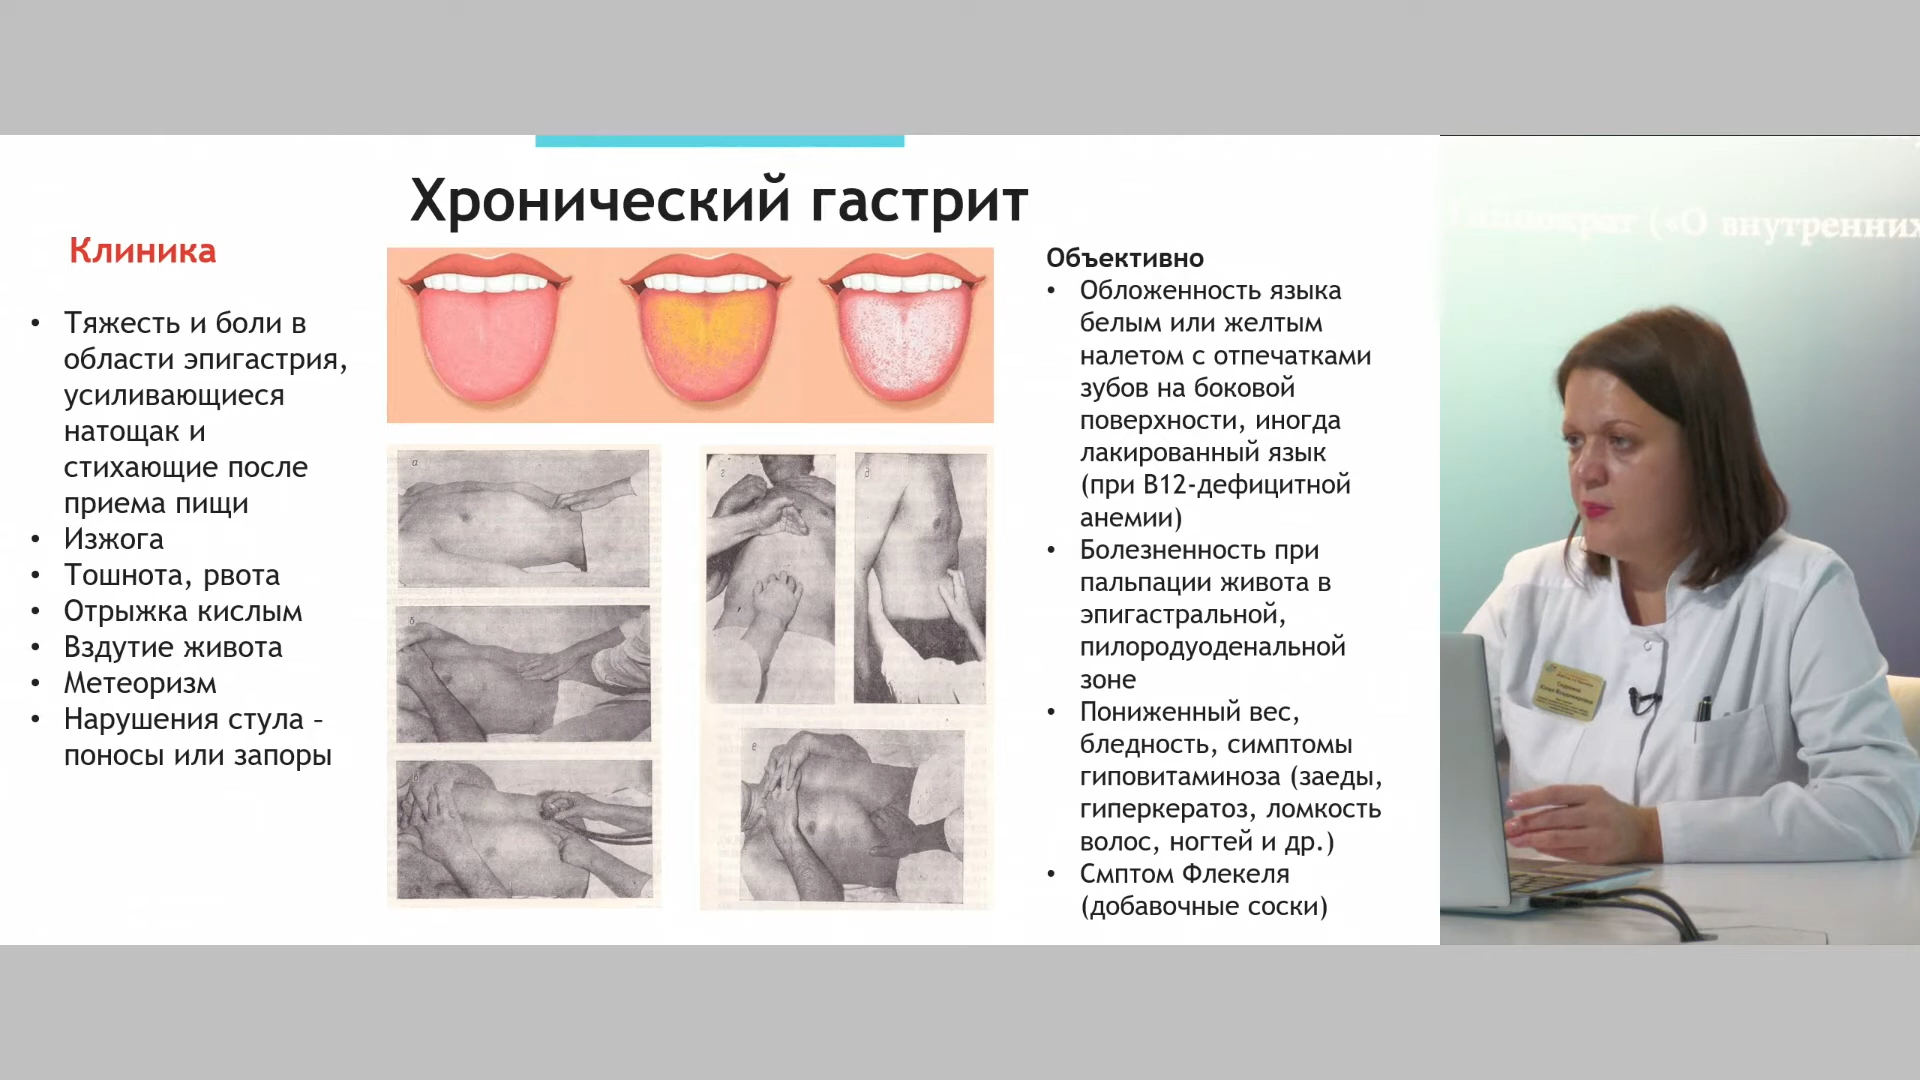 Хронический гастрит
Клиника
• Тяжесть и боли в
области эпигастрия,
усиливающиеся
натощак и
стихающие после
приема пищи
• Изжога
• Тошнота, рвота
• Отрыжка кислым
• Вздутие живота
• Метеоризм
• Нарушения стула –
поносы или запоры
а
б
в
г
д
е
Объективно
• Обложенность языка
белым или желтым
налетом с отпечатками
зубов на боковой
поверхности, иногда
лакированный язык
(при В12-дефицитной
анемии)
• Болезненность при
пальпации живота в
эпигастральной,
пилородуоденальной
зоне
• Пониженный вес,
бледность, симптомы
гиповитаминоза (заеды,
гиперкератоз, ломкость
волос, ногтей и др.)
• Смптом Флекеля
(добавочные соски)
Гиппократ («О внутренних